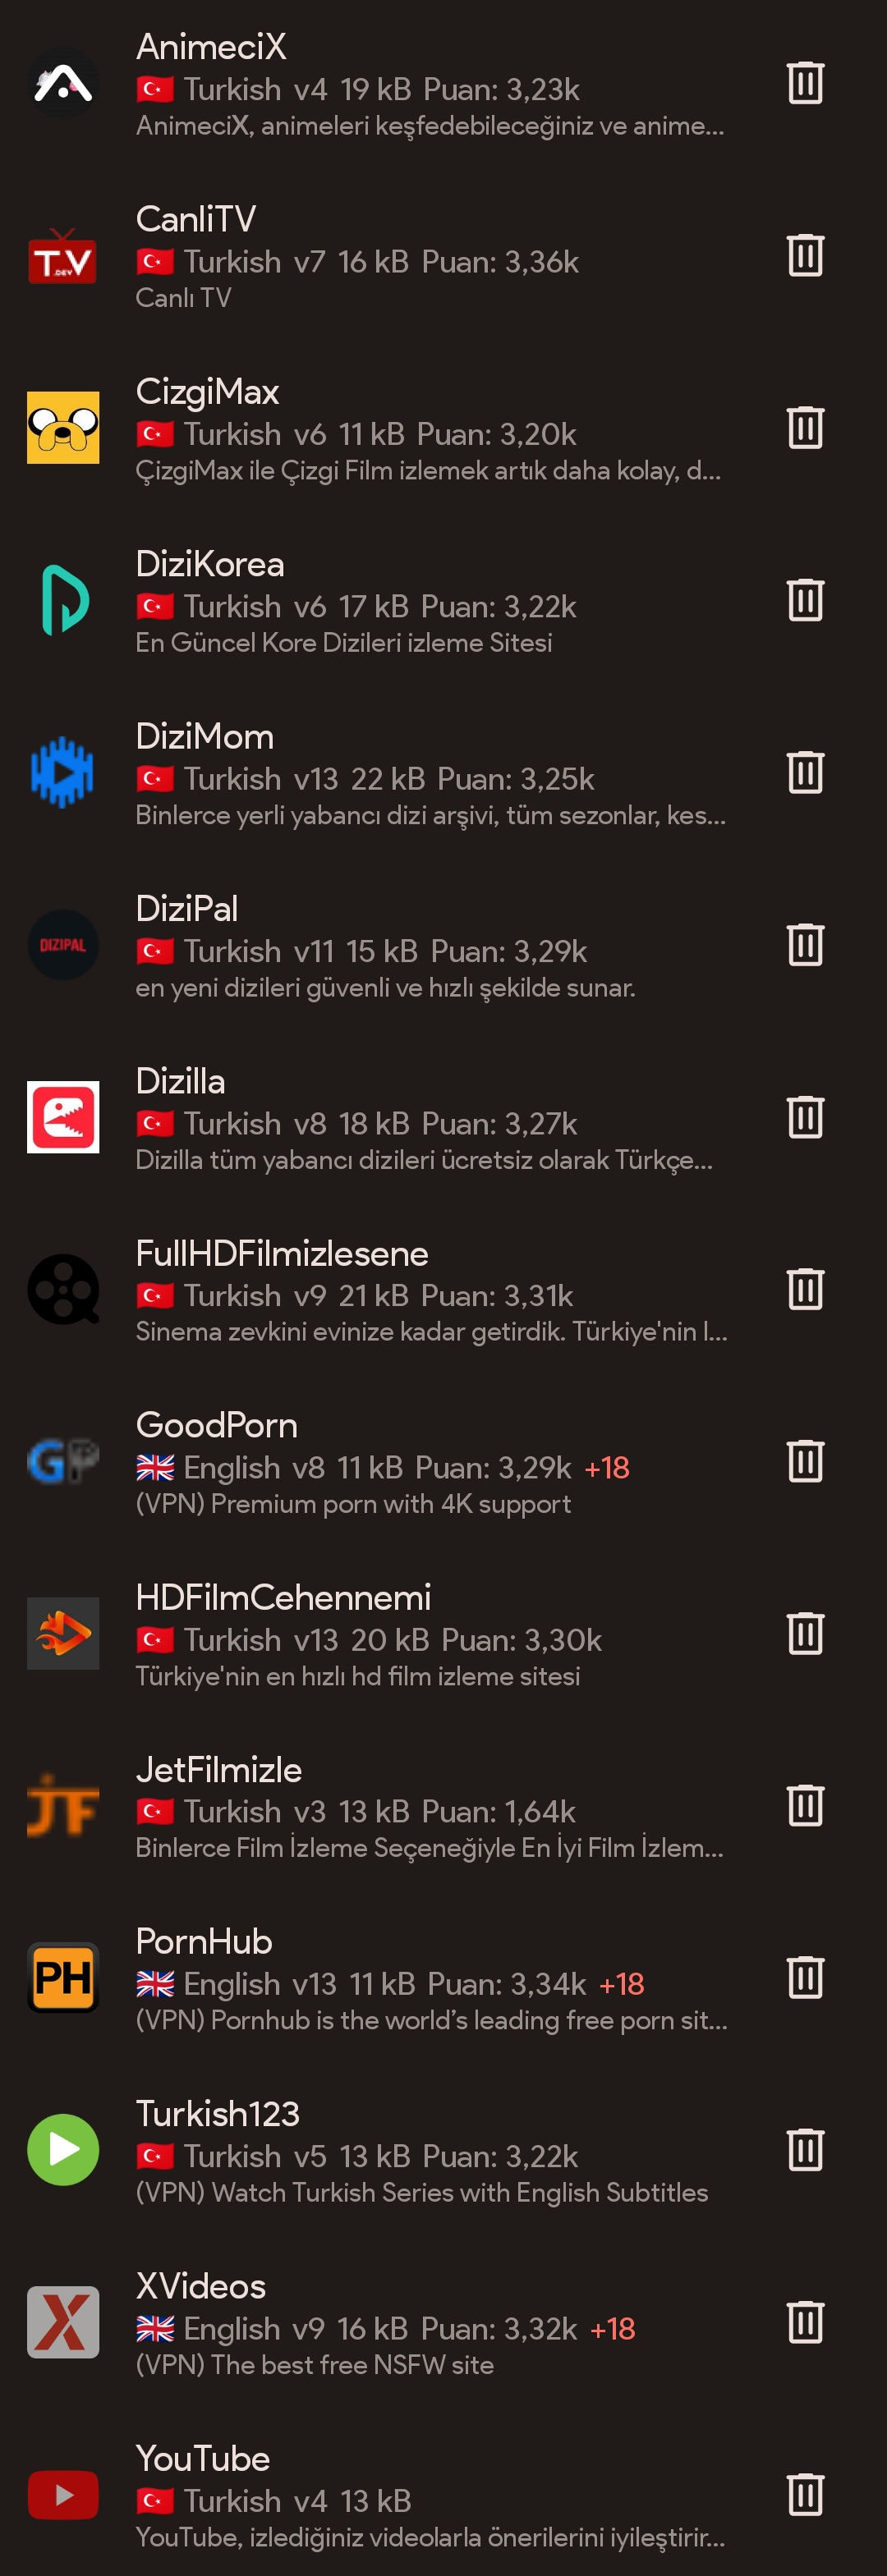 AnimeciX
Turkish v4 19 kB Puan: 3,23k
AnimeciX, animeleri keşfedebileceğiniz ve anime...
T.V
.DEV
CanliTV
Turkish v7 16 kB Puan: 3,36k
Canlı TV
CizgiMax
Turkish v6 11 kB Puan: 3,20k
ÇizgiMax ile Çizgi Film izlemek artık daha kolay, d...
DiziKorea
Turkish v6 17 kB Puan: 3,22k
En Güncel Kore Dizileri izleme Sitesi
DiziMom
Turkish v13 22 kB Puan: 3,25k
Binlerce yerli yabancı dizi arşivi, tüm sezonlar, kes...
DIZIPAL
DiziPal
Turkish v11 15 kB Puan: 3,29k
en yeni dizileri güvenli ve hızlı şekilde sunar.
Dizilla
Turkish v8 18 kB Puan: 3,27k
Dizilla tüm yabancı dizileri ücretsiz olarak Türkçe...
FullHDFilmizlesene
Turkish v9 21 kB Puan: 3,31k
Sinema zevkini evinize kadar getirdik. Türkiye'nin l...
GP
GoodPorn
English v8 11 kB Puan: 3,29k +18
(VPN) Premium porn with 4K support
HDFilmCehennemi
Turkish v13 20 kB Puan: 3,30k
Türkiye'nin en hızlı hd film izleme sitesi
JF
JetFilmizle
Turkish v3 13 kB Puan: 1,64k
Binlerce Film İzleme Seçeneğiyle En İyi Film İzlem...
PH
PornHub
English v13 11 kB Puan: 3,34k +18
(VPN) Pornhub is the world’s leading free porn sit...
Turkish123
Turkish v5 13 kB Puan: 3,22k
(VPN) Watch Turkish Series with English Subtitles
X
XVideos
English v9 16 kB Puan: 3,32k +18
(VPN) The best free NSFW site
YouTube
Turkish v4 13 kB
YouTube, izlediğiniz videolarla önerilerini iyileştirir...